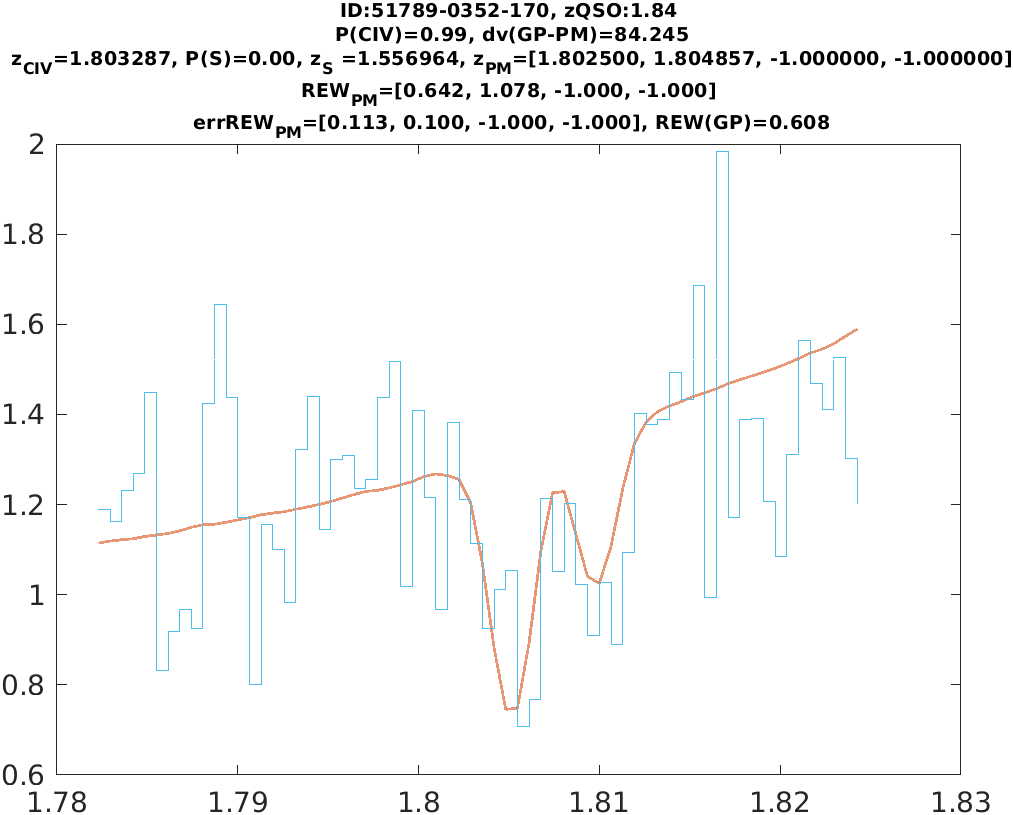 ID:51789-0352-170, zQSO:1.84
P(CIV)=0.99, dv(GP-PM)=84.245
zCIV=1.803287, P(S)=0.00, zS =1.556964, zPM=[1.802500, 1.804857, -1.000000, -1.000000]
REWPM=[0.642, 1.078, -1.000, -1.000]
errREWPM=[0.113, 0.100, -1.000, -1.000], REW(GP)=0.608
2
1.8
1.6
1.4
1.2
1
0.8
0.6
1.78 1.79 1.8 1.81 1.82 1.83